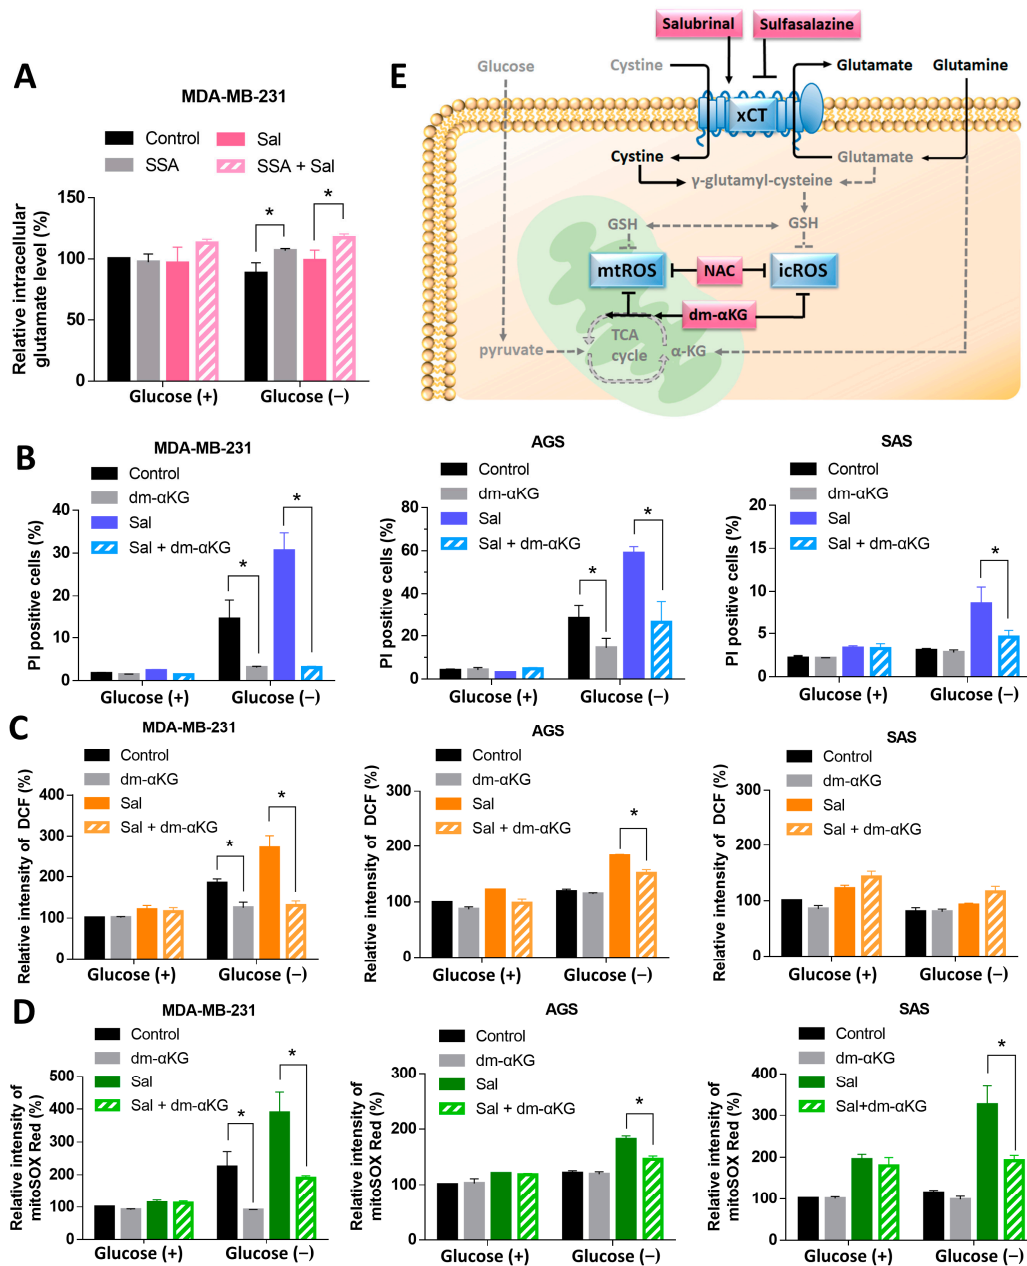 A
MDA-MB-231
Control
Sal
SSA
SSA + Sal
Relative intracellular
glutamate level (%)
150
100
50
0
*
*
Glucose (+)
Glucose (−)
E
Salubrinal
Sulfasalazine
Glucose
Cystine
Glutamate
Glutamine
xCT
Cystine
Glutamate
γ-glutamyl-cysteine
GSH
GSH
mtROS
NAC
icROS
dm-αKG
TCA
cycle
pyruvate
α-KG
B
MDA-MB-231
Control
dm-αKG
Sal
Sal + dm-αKG
PI positive cells (%)
40
30
20
10
0
*
*
Glucose (+)
Glucose (−)
AGS
Control
dm-αKG
Sal
Sal + dm-αKG
PI positive cells (%)
80
60
40
20
0
*
*
Glucose (+)
Glucose (−)
SAS
Control
dm-αKG
Sal
Sal + dm-αKG
PI positive cells (%)
20
15
10
5
0
*
Glucose (+)
Glucose (−)
C
MDA-MB-231
Control
dm-αKG
Sal
Sal + dm-αKG
Relative intensity of DCF (%)
400
300
200
100
0
*
*
Glucose (+)
Glucose (−)
AGS
Control
dm-αKG
Sal
Sal + dm-αKG
Relative intensity of DCF (%)
300
200
100
0
*
Glucose (+)
Glucose (−)
SAS
Control
dm-αKG
Sal
Sal + dm-αKG
Relative intensity of DCF (%)
300
200
100
0
Glucose (+)
Glucose (−)
D
MDA-MB-231
Control
dm-αKG
Sal
Sal + dm-αKG
Relative intensity of
mitoSOX Red (%)
500
400
300
200
100
0
*
*
Glucose (+)
Glucose (−)
AGS
Control
dm-αKG
Sal
Sal + dm-αKG
Relative intensity of
mitoSOX Red (%)
300
200
100
0
*
Glucose (+)
Glucose (−)
SAS
Control
dm-αKG
Sal
Sal+dm-αKG
Relative intensity of
mitoSOX Red (%)
400
300
200
100
0
*
Glucose (+)
Glucose (−)